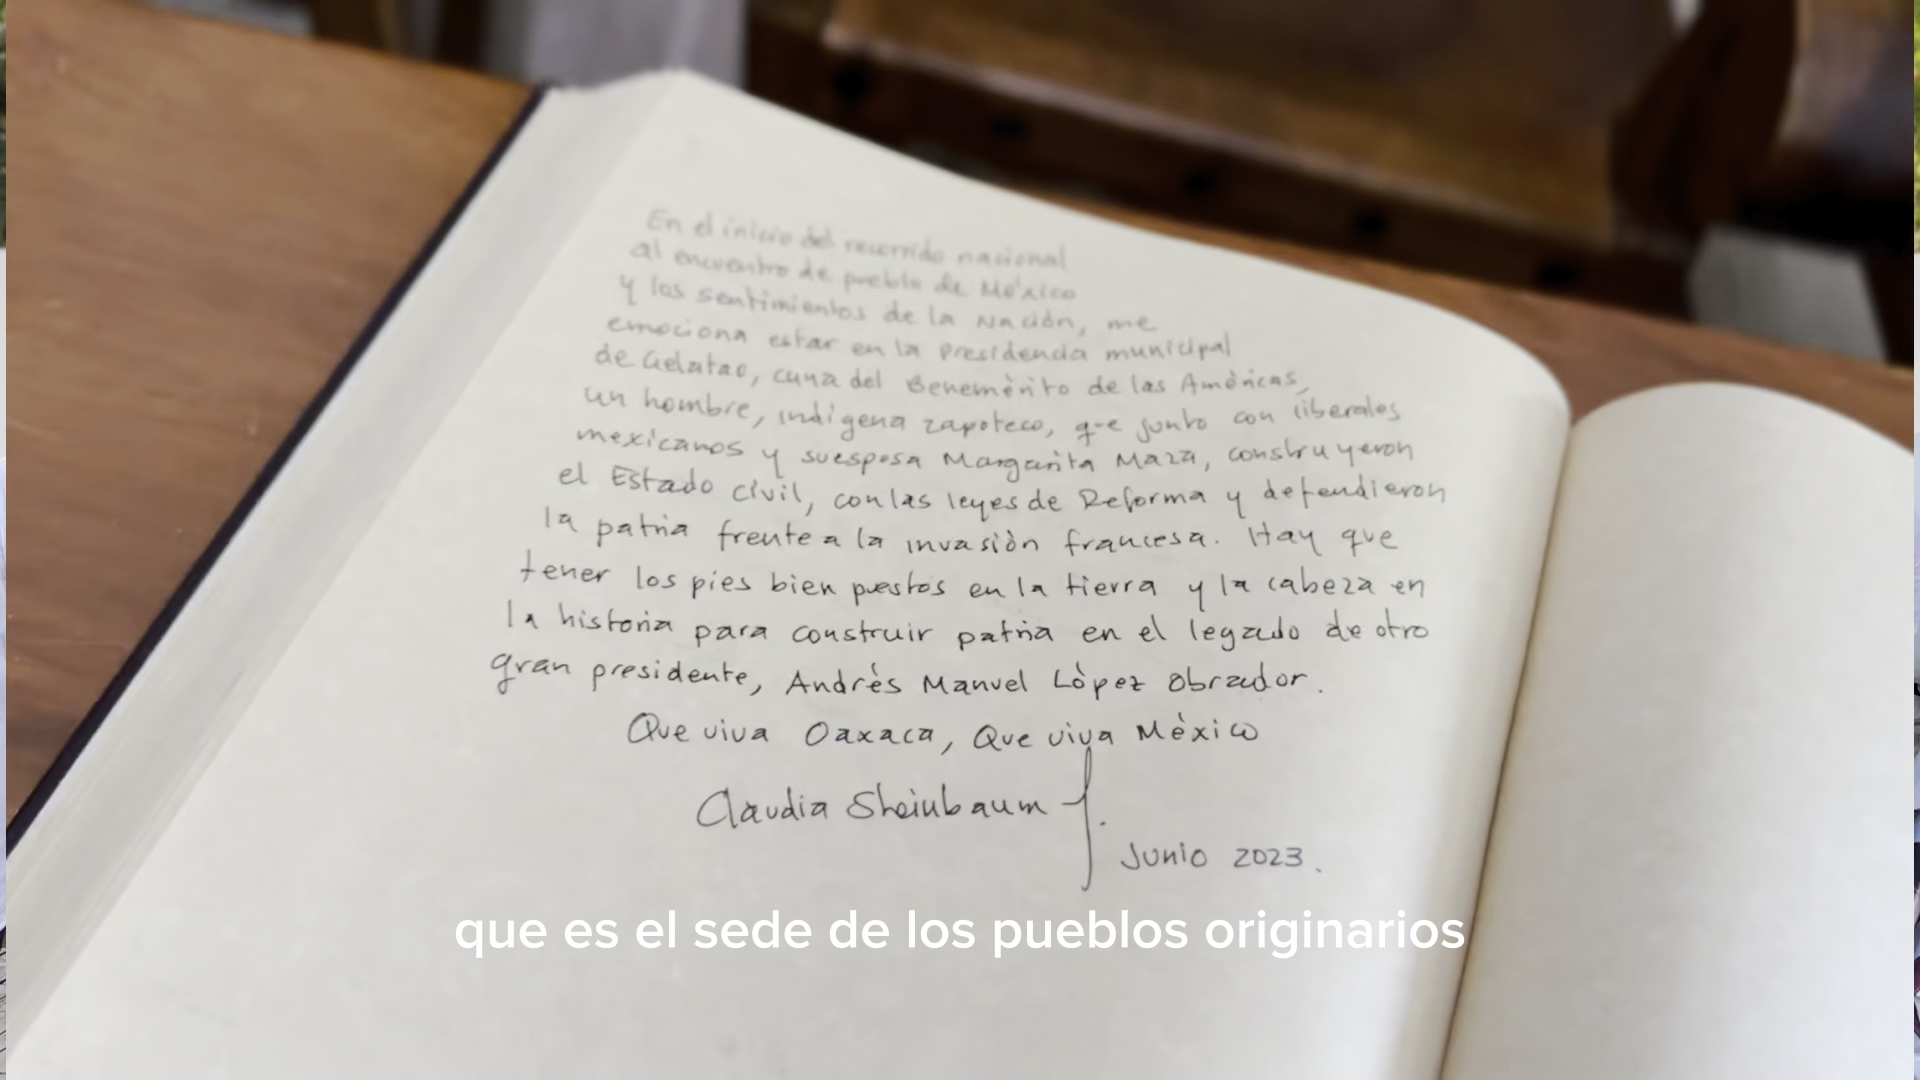 En el inicio del recorrido nacional
al encuentro de pueblo de México
y los sentimientos de la Nación, me
emociona estar en la presidencia municipal
de Gelatao, cuna del Benemérito de las Américas,
un hombre, indígena zapoteco, que junto con liberales
mexicanos y su esposa Margarita Maza, construyeron
el Estado civil, con las leyes de Reforma y defendieron
la patria frente a la invasión francesa. Hay que
tener los pies bien puestos en la tierra y la cabeza en
la historia para construir patria en el legado de otro
gran presidente, Andrés Manuel López Obrador.
Que viva Oaxaca, Que viva México
Claudia Sheinbaum
Junio 2023.
que es el sede de los pueblos originarios